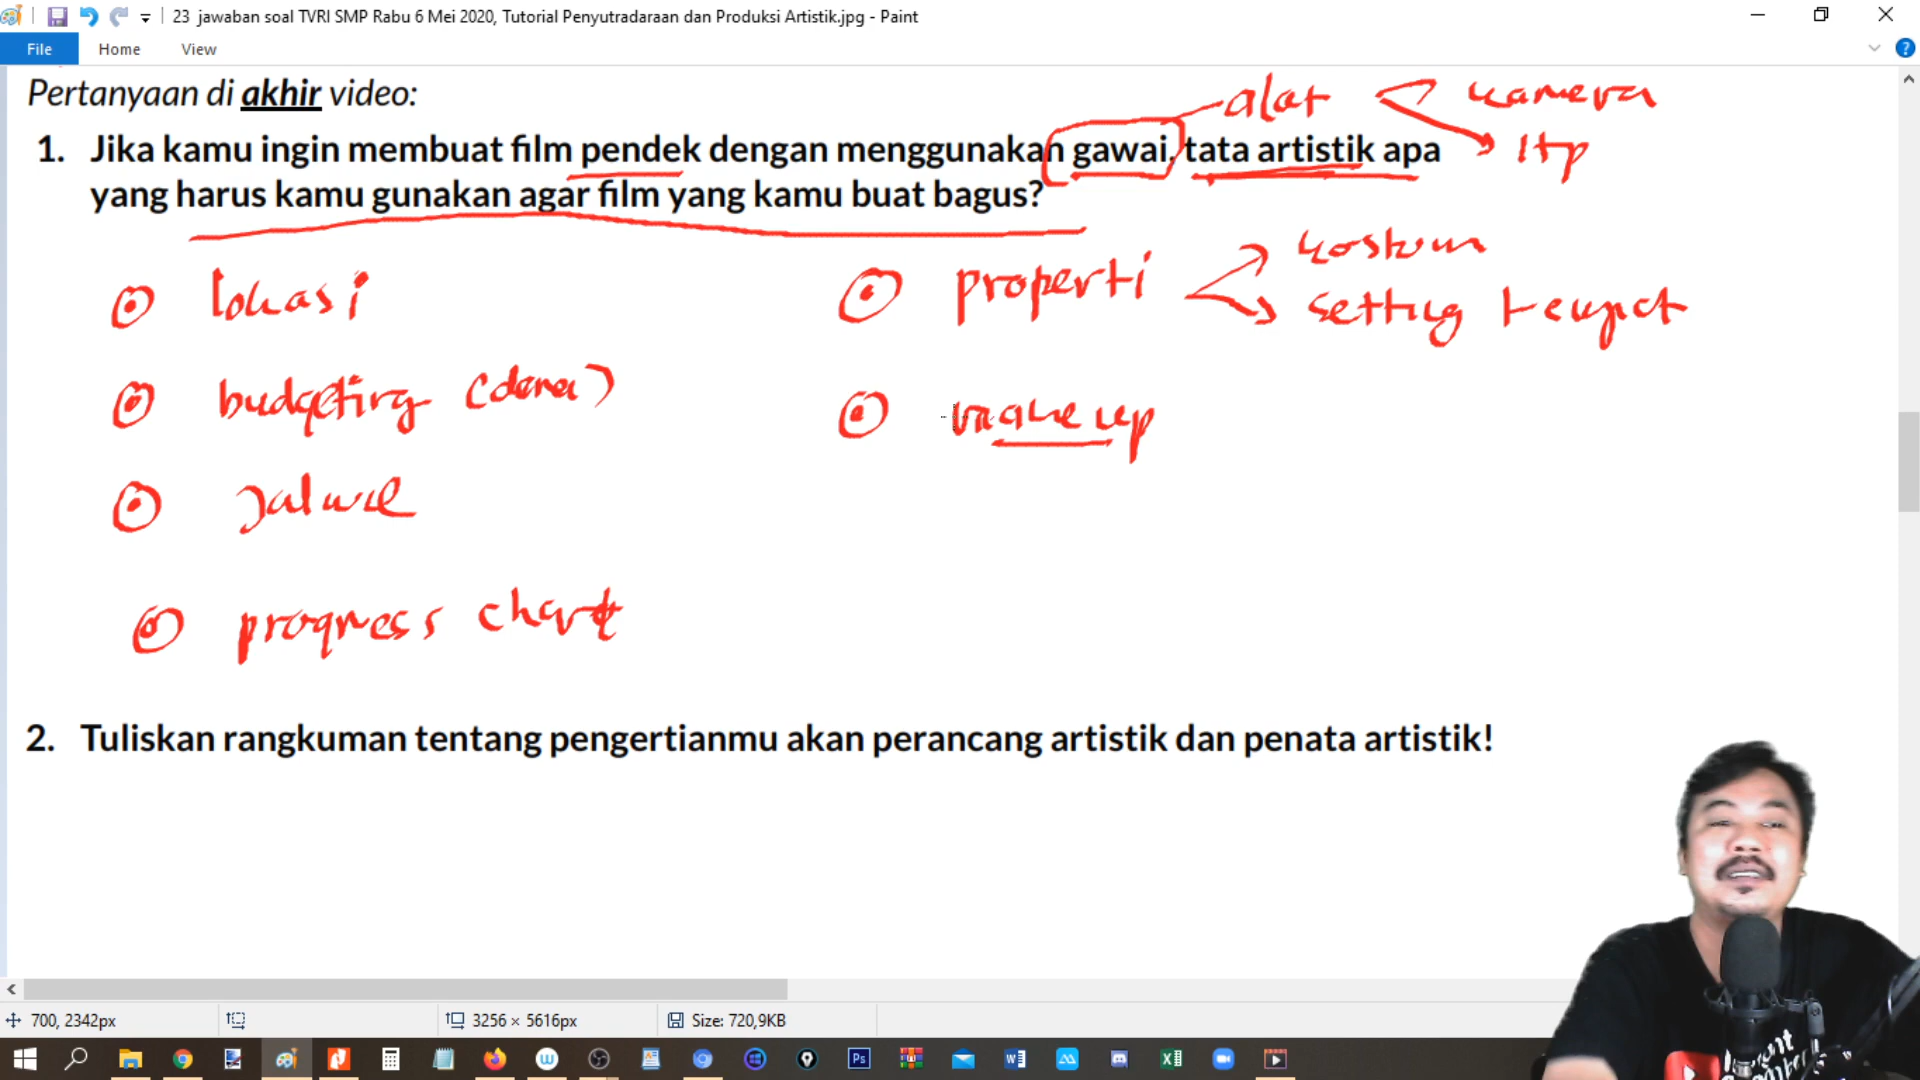 23 jawaban soal TVRI SMP Rabu 6 Mei 2020, Tutorial Penyutradaraan dan Produksi Artistik.jpg - Paint
File Home View
Pertanyaan di akhir video:
alat kamera
Htp
1. Jika kamu ingin membuat film pendek dengan menggunakan gawai, tata artistik apa
yang harus kamu gunakan agar film yang kamu buat bagus?
lokasi
properti
kostum
setting tempat
budgeting (dana)
make up
Jadwal
progress chart
2. Tuliskan rangkuman tentang pengertianmu akan perancang artistik dan penata artistik!
700, 2342px
3256 × 5616px
Size: 720,9KB